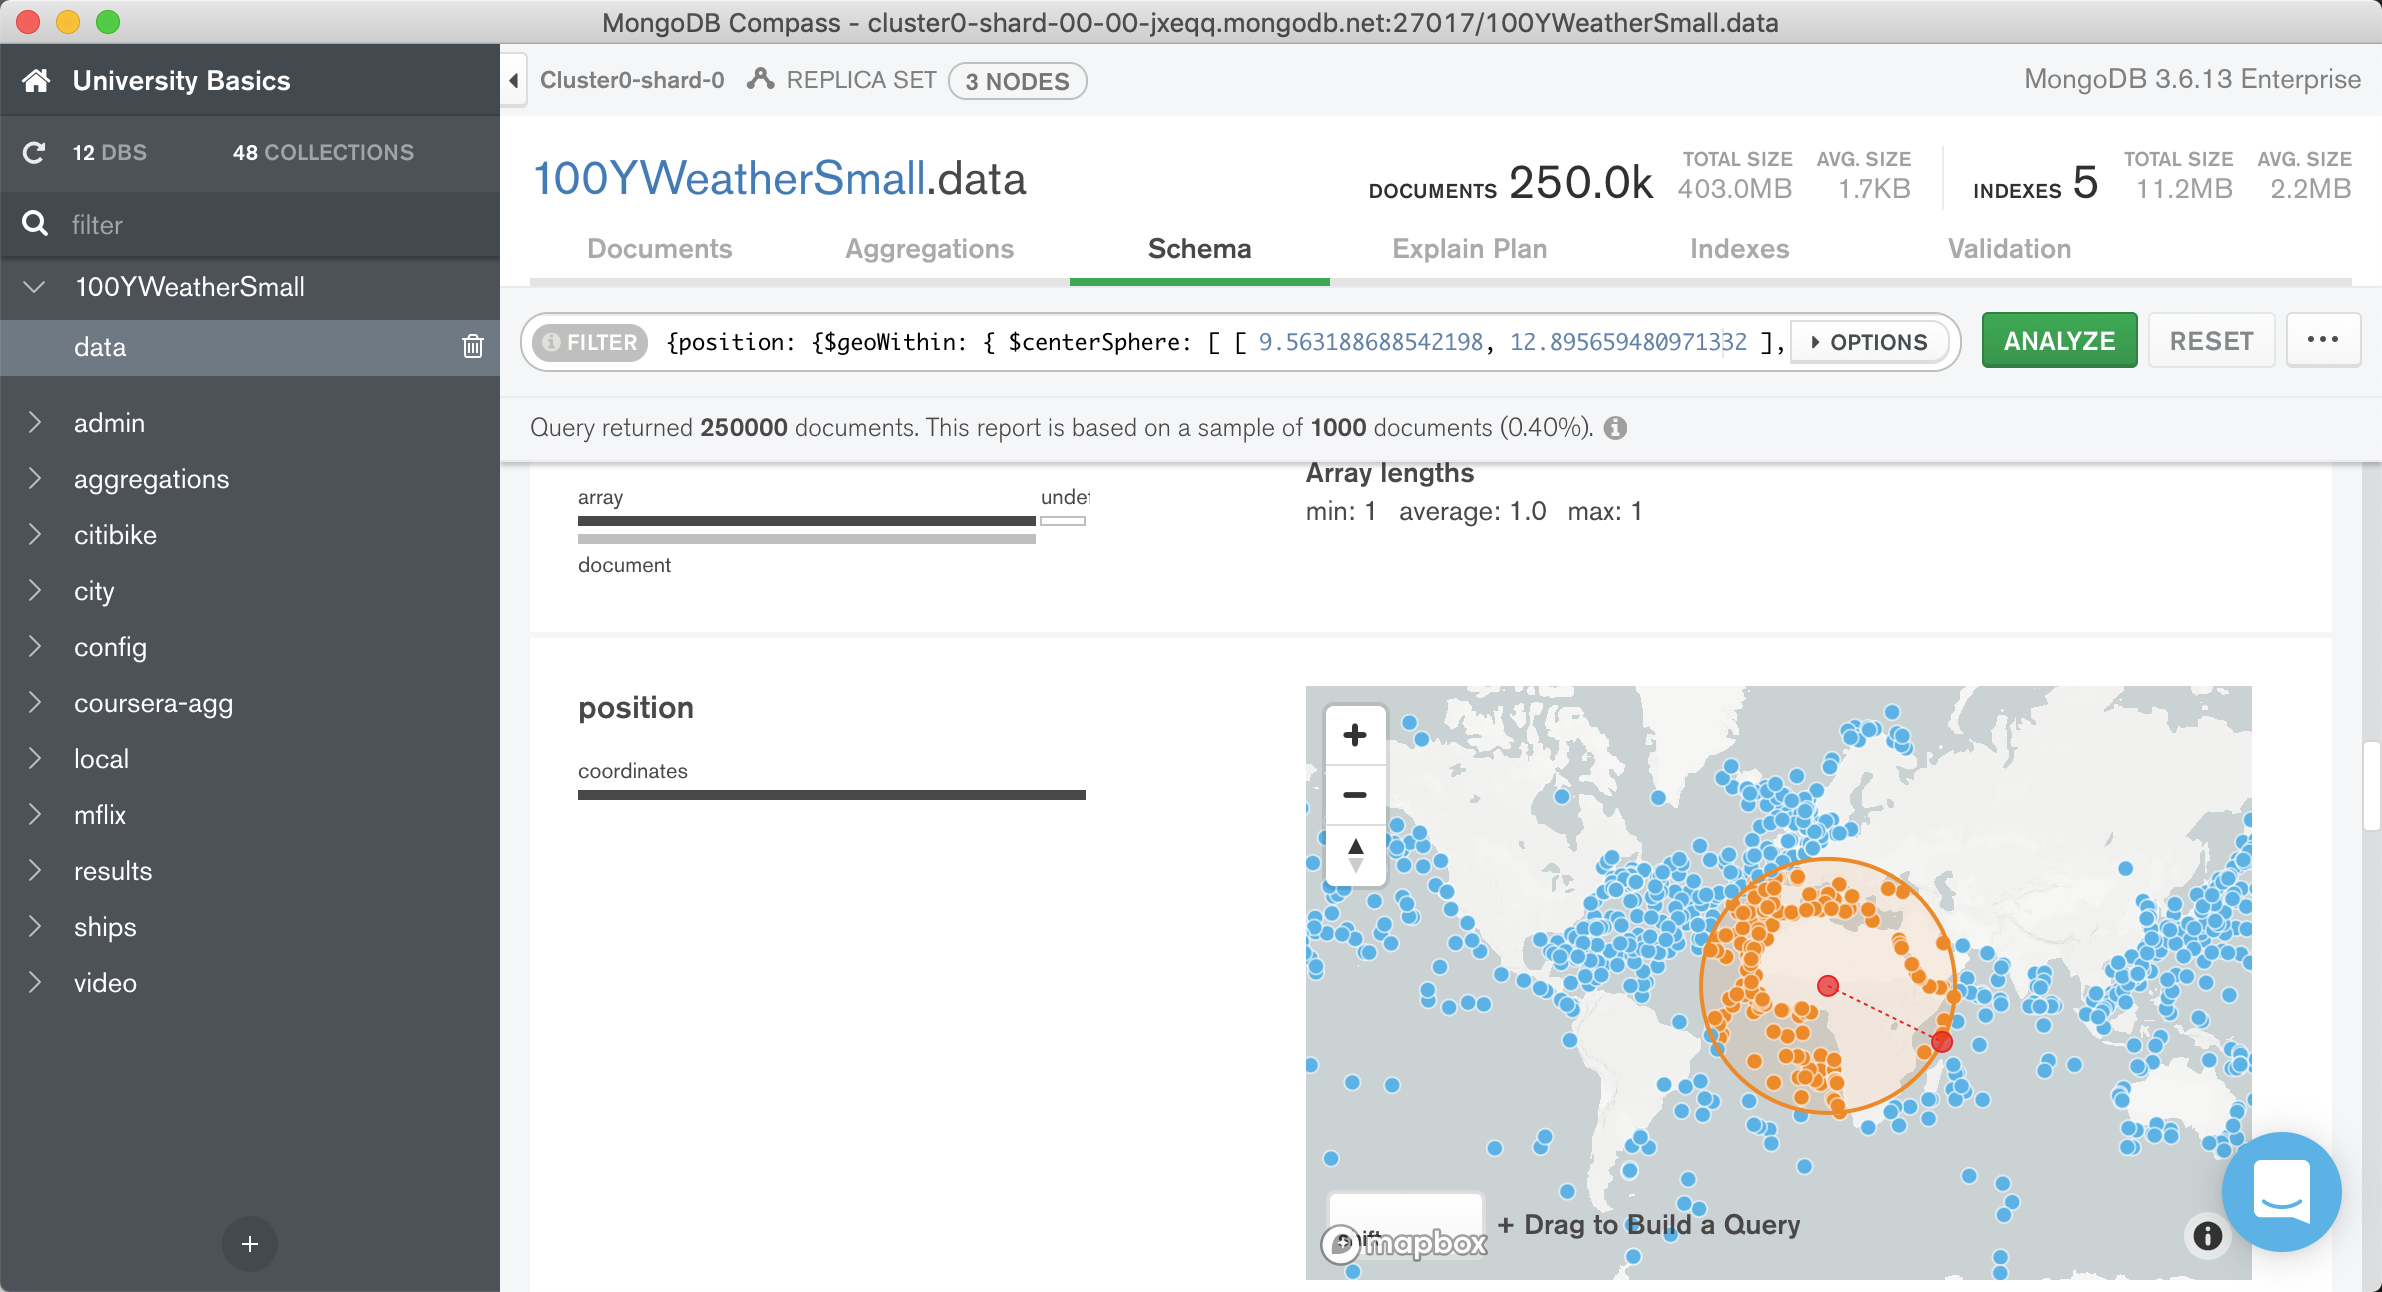 MongoDB Compass - cluster0-shard-00-00-jxeqq.mongodb.net:27017/100YWeatherSmall.data
University Basics
Cluster0-shard-0 REPLICA SET 3 NODES MongoDB 3.6.13 Enterprise
12 DBS 48 COLLECTIONS
filter
100YWeatherSmall
data
admin
aggregations
citibike
city
config
coursera-agg
local
mflix
results
ships
video
+
100YWeatherSmall.data
DOCUMENTS 250.0k TOTAL SIZE 403.0MB AVG. SIZE 1.7KB INDEXES 5 TOTAL SIZE 11.2MB AVG. SIZE 2.2MB
Documents Aggregations Schema Explain Plan Indexes Validation
FILTER {position: {$geoWithin: { $centerSphere: [ [ 9.563188688542198, 12.895659480971332 ], OPTIONS ANALYZE RESET ...
Query returned 250000 documents. This report is based on a sample of 1000 documents (0.40%).
array undef
document
Array lengths
min: 1 average: 1.0 max: 1
position
coordinates
+ Drag to Build a Query
mapbox